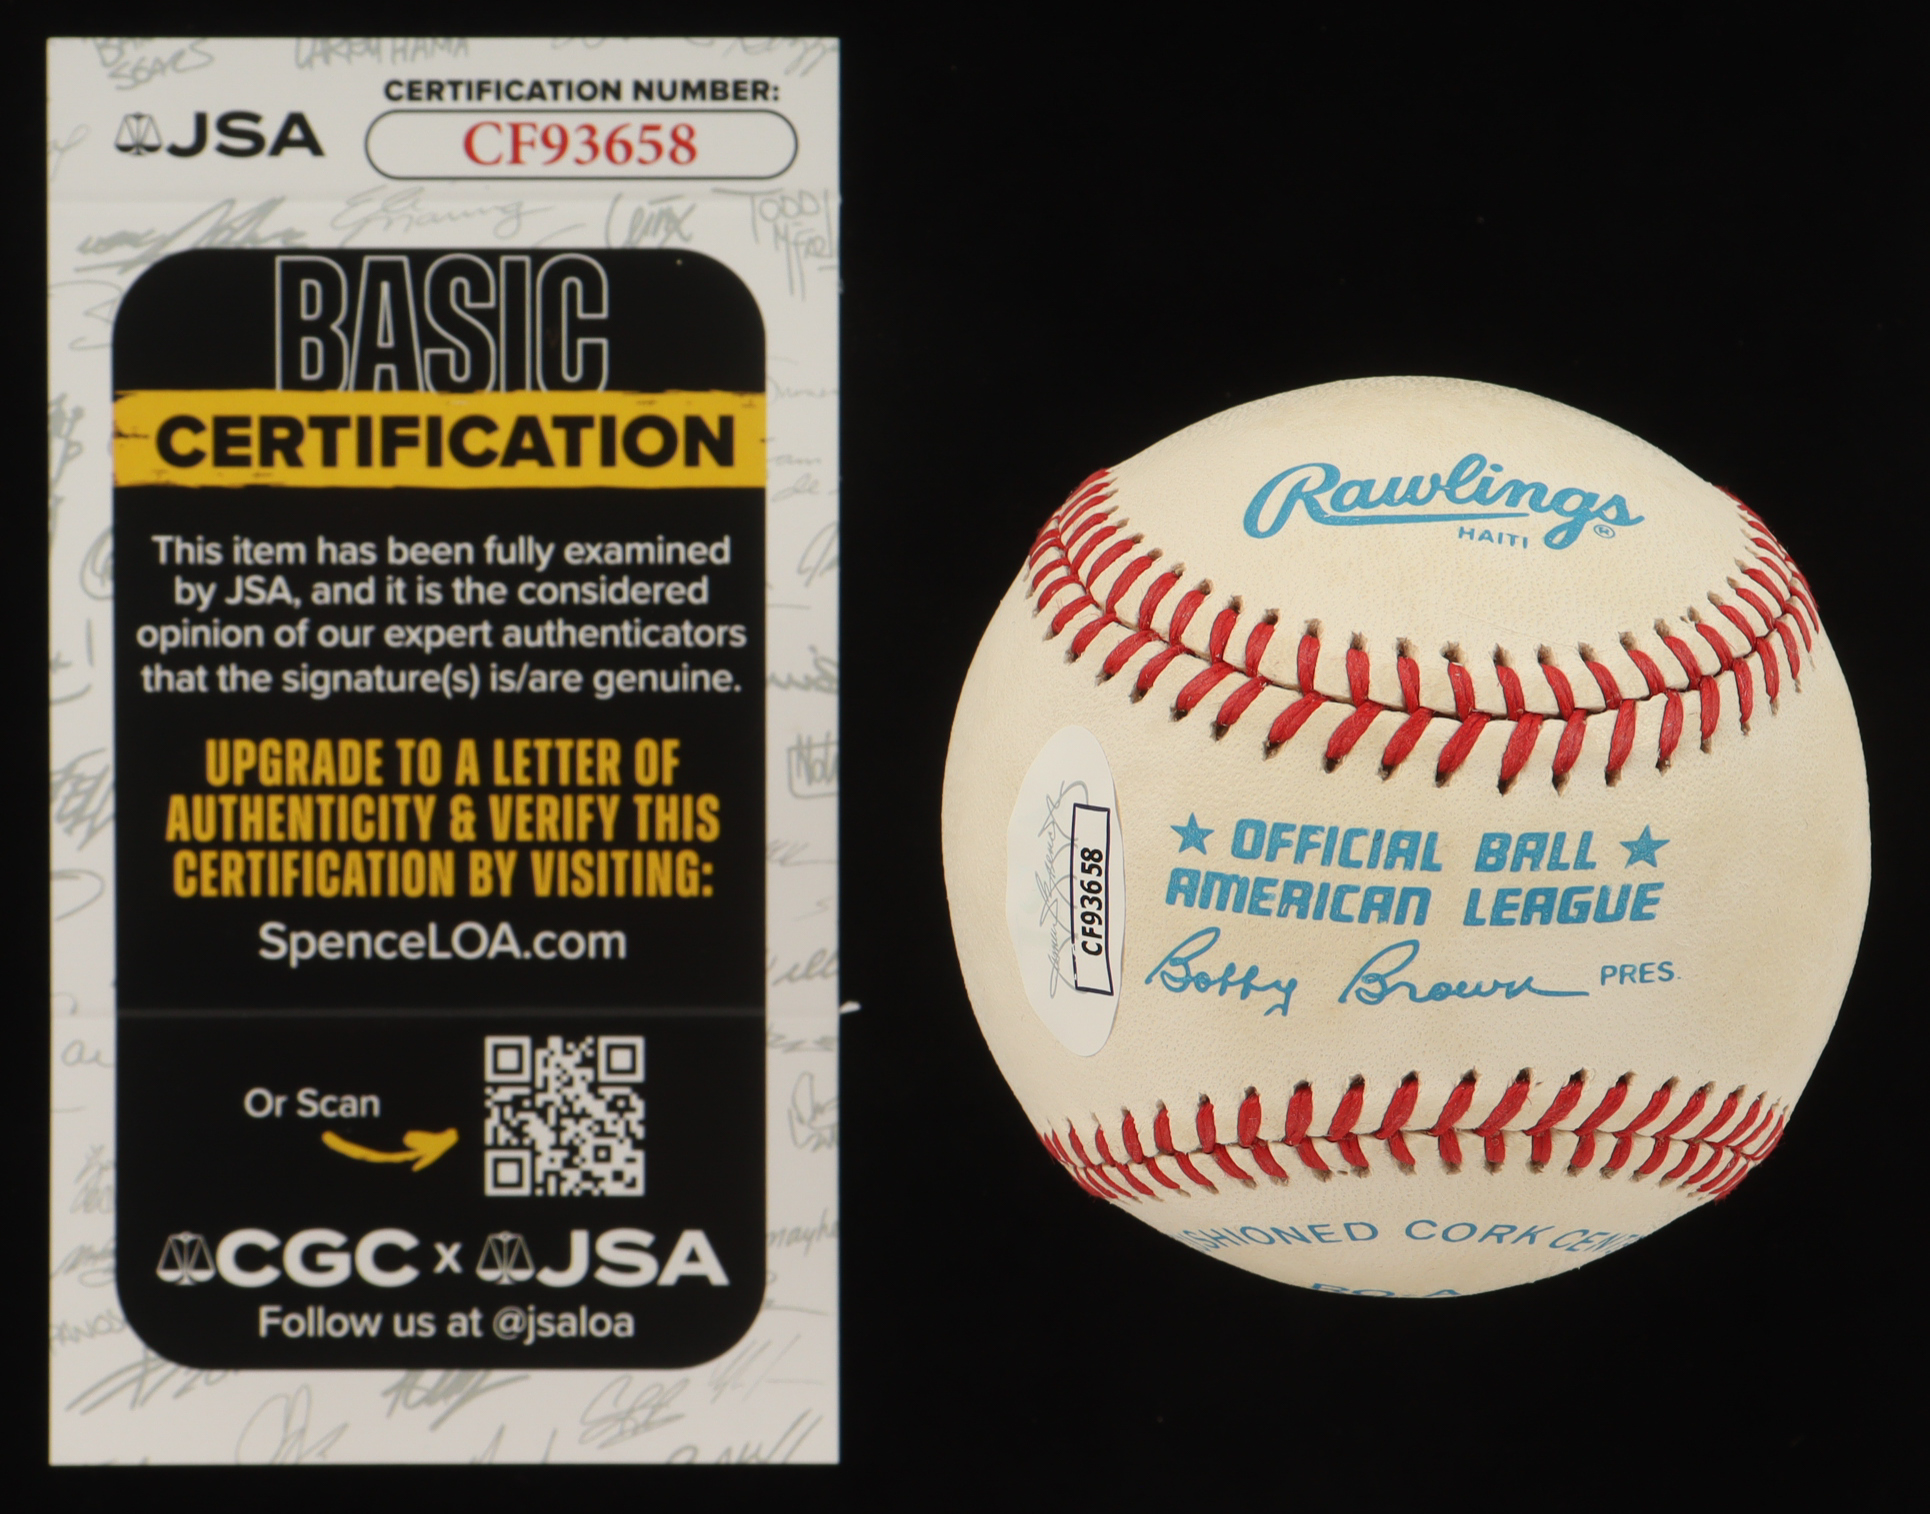 CERTIFICATION NUMBER:
JSA
CF93658
BASIC
CERTIFICATION
This item has been fully examined
by JSA, and it is the considered
opinion of our expert authenticators
that the signature(s) is/are genuine.
UPGRADE TO A LETTER OF
AUTHENTICITY & VERIFY THIS
CERTIFICATION BY VISITING:
SpenceLOA.com
Or Scan
CGC x JSA
Follow us at @jsaloa
Rawlings®
HAITI
★ OFFICIAL BALL ★
AMERICAN LEAGUE
Bobby Brown PRES.
CF93658
SHIONED CORK CEN